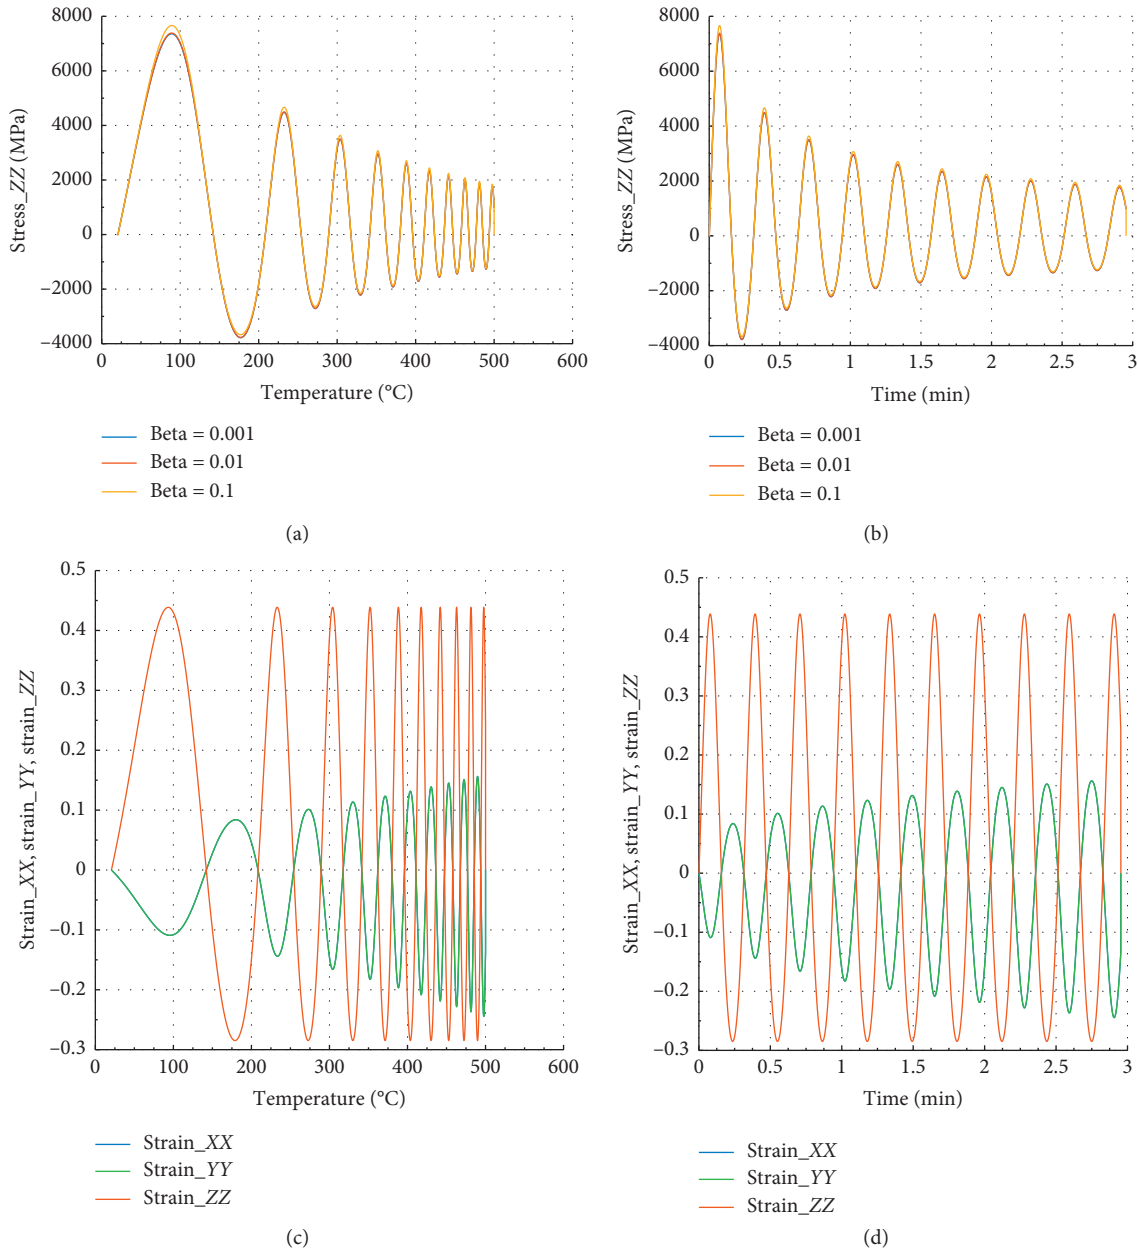 8000
6000
4000
2000
0
−2000
−4000
Stress_ZZ (MPa)
0 100 200 300 400 500 600
Temperature (°C)
Beta = 0.001
Beta = 0.01
Beta = 0.1
(a)
8000
6000
4000
2000
0
−2000
−4000
Stress_ZZ (MPa)
0 0.5 1 1.5 2 2.5 3
Time (min)
Beta = 0.001
Beta = 0.01
Beta = 0.1
(b)
0.5
0.4
0.3
0.2
0.1
0
−0.1
−0.2
−0.3
Strain_XX, strain_YY, strain_ZZ
0 100 200 300 400 500 600
Temperature (°C)
Strain_XX
Strain_YY
Strain_ZZ
(c)
0.5
0.4
0.3
0.2
0.1
0
−0.1
−0.2
−0.3
Strain_XX, strain_YY, strain_ZZ
0 0.5 1 1.5 2 2.5 3
Time (min)
Strain_XX
Strain_YY
Strain_ZZ
(d)